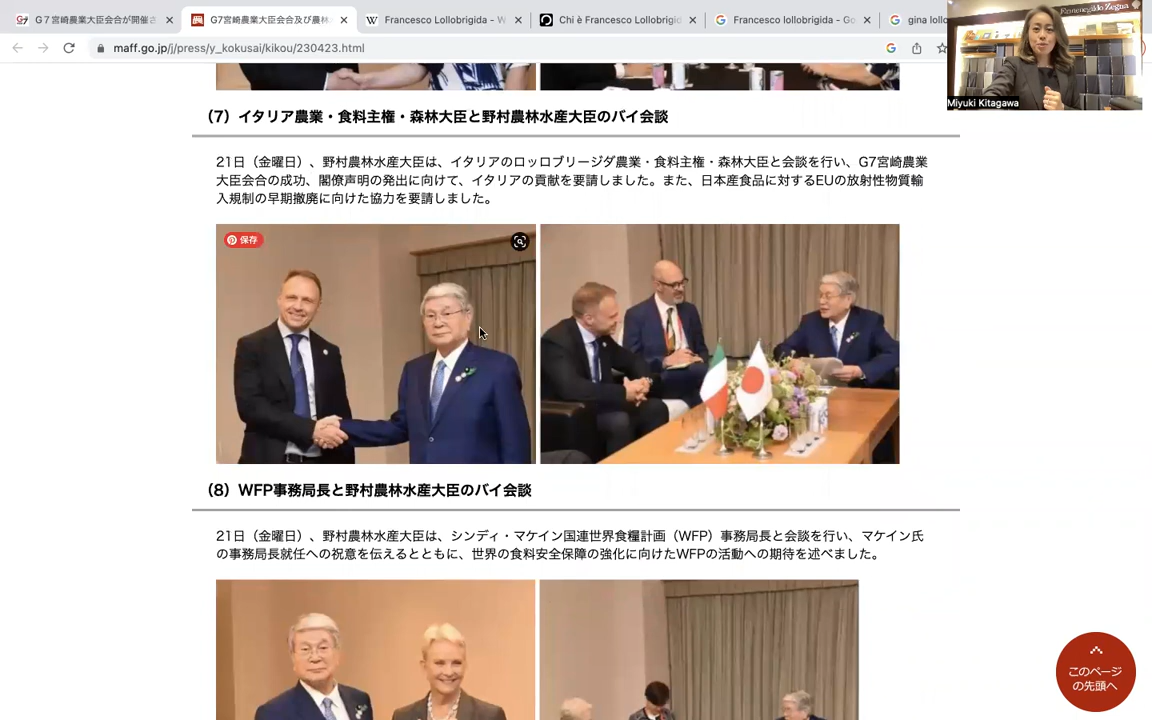 G７宮崎農業大臣会合が開催さ
G7宮崎農業大臣会合及び農林
Francesco Lollobrigida - W
Chi è Francesco Lollobrigid
Francesco lollobrigida - Go
gina lollo
maff.go.jp/j/press/y_kokusai/kikou/230423.html
Ermenegildo Zegna
Miyuki Kitagawa
（7）イタリア農業・食料主権・森林大臣と野村農林水産大臣のバイ会談
21日（金曜日）、野村農林水産大臣は、イタリアのロッロブリージダ農業・食料主権・森林大臣と会談を行い、G7宮崎農業
大臣会合の成功、閣僚声明の発出に向けて、イタリアの貢献を要請しました。また、日本産食品に対するEUの放射性物質輸
入規制の早期撤廃に向けた協力を要請しました。
保存
（8）WFP事務局長と野村農林水産大臣のバイ会談
21日（金曜日）、野村農林水産大臣は、シンディ・マケイン国連世界食糧計画（WFP）事務局長と会談を行い、マケイン氏
の事務局長就任への祝意を伝えるとともに、世界の食料安全保障の強化に向けたWFPの活動への期待を述べました。
このページ
の先頭へ